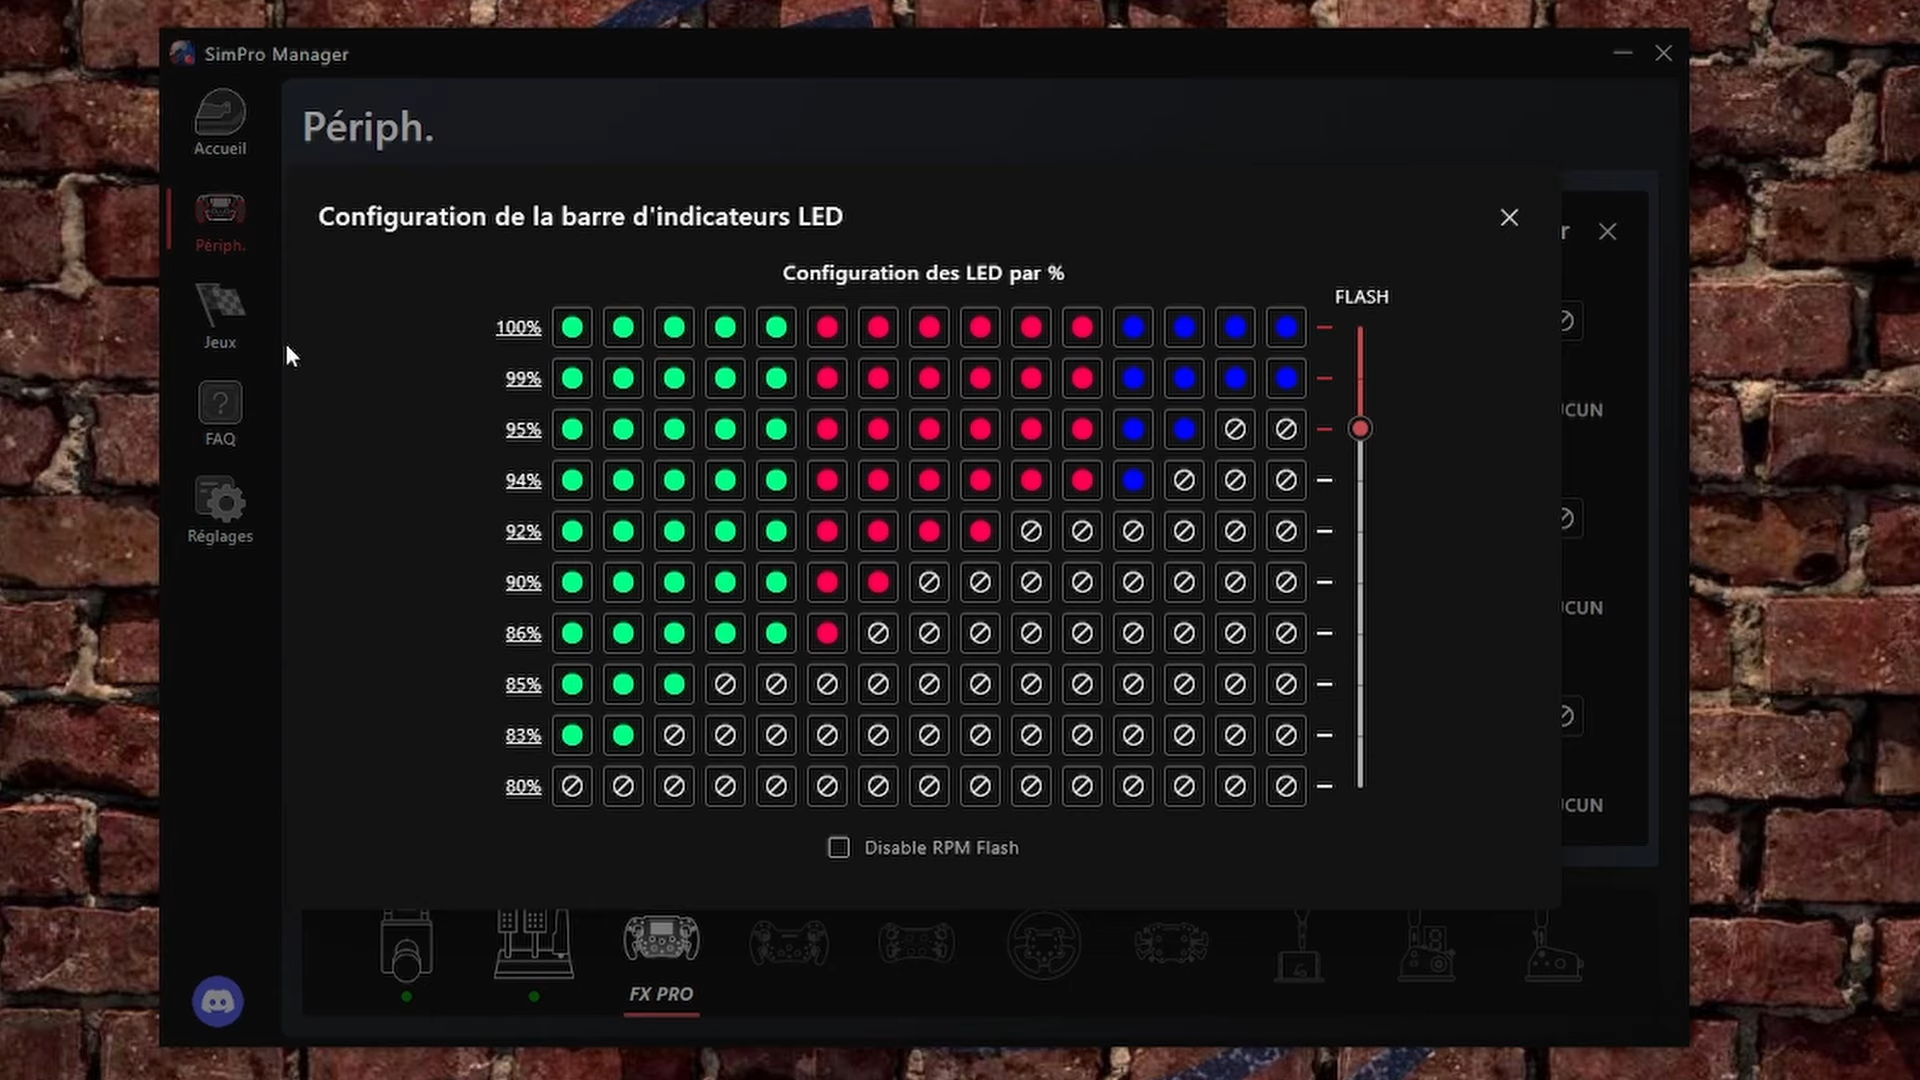 SimPro Manager
Accueil
Périph.
Jeux
FAQ
Réglages
Périph.
Configuration de la barre d'indicateurs LED
Configuration des LED par %
FLASH
100%
99%
95%
94%
92%
90%
86%
85%
83%
80%
Disable RPM Flash
FX PRO